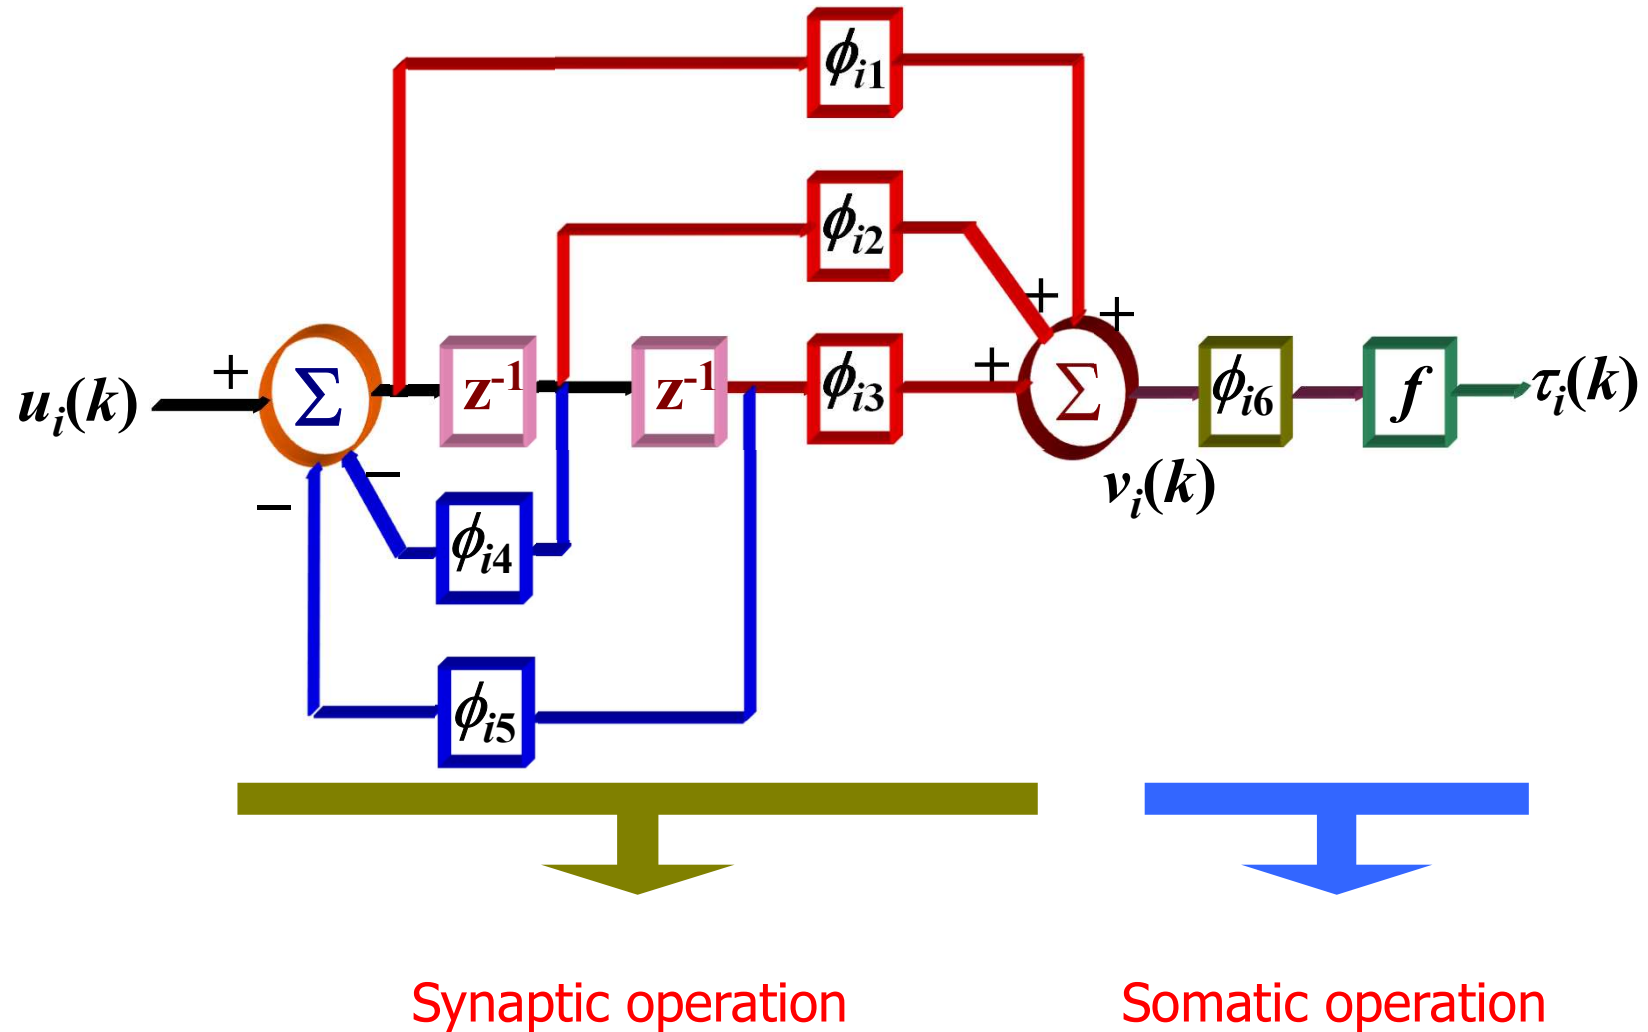 ϕi1
ϕi2
+
+
+
+
ui(k)
Σ
z-1
z-1
ϕi3
Σ
ϕi6
f
τi(k)
−
−
vi(k)
ϕi4
ϕi5
Synaptic operation
Somatic operation